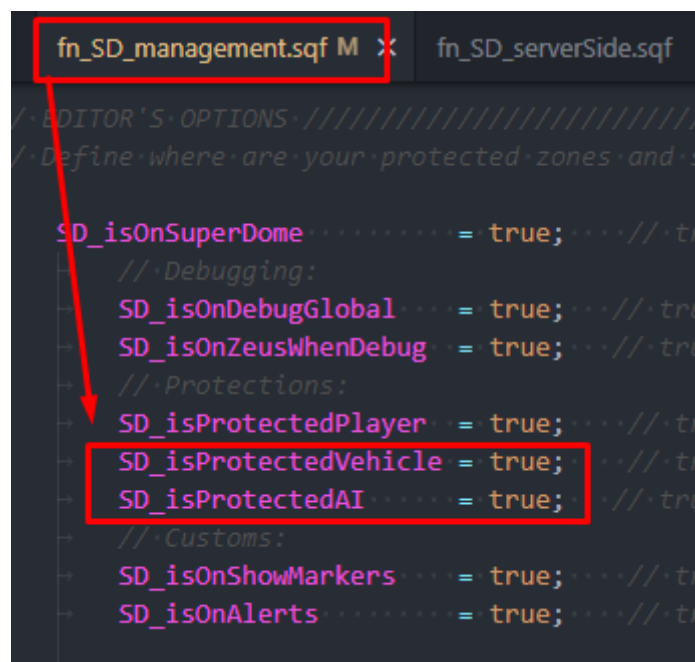 fn_SD_management.sqf M × fn_SD_serverSide.sqf
/ EDITOR'S OPTIONS //////////////////////////
/ Define where are your protected zones and
SD_isOnSuperDome = true; //
// Debugging:
SD_isOnDebugGlobal = true; //
SD_isOnZeusWhenDebug = true; //
// Protections:
SD_isProtectedPlayer = true; //
SD_isProtectedVehicle = true; //
SD_isProtectedAI = true; //
// Customs:
SD_isOnShowMarkers = true; //
SD_isOnAlerts = true; //